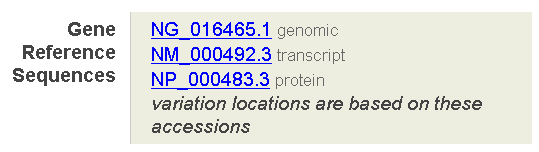 Gene Reference Sequences
NG_016465.1 genomic
NM_000492.3 transcript
NP_000483.3 protein
variation locations are based on these
accessions